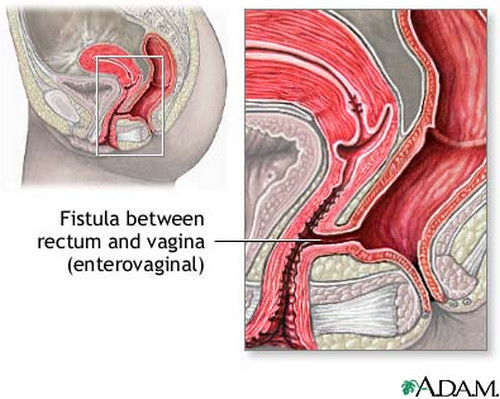 Fistula between
rectum and vagina
(enterovaginal)
A.D.A.M.